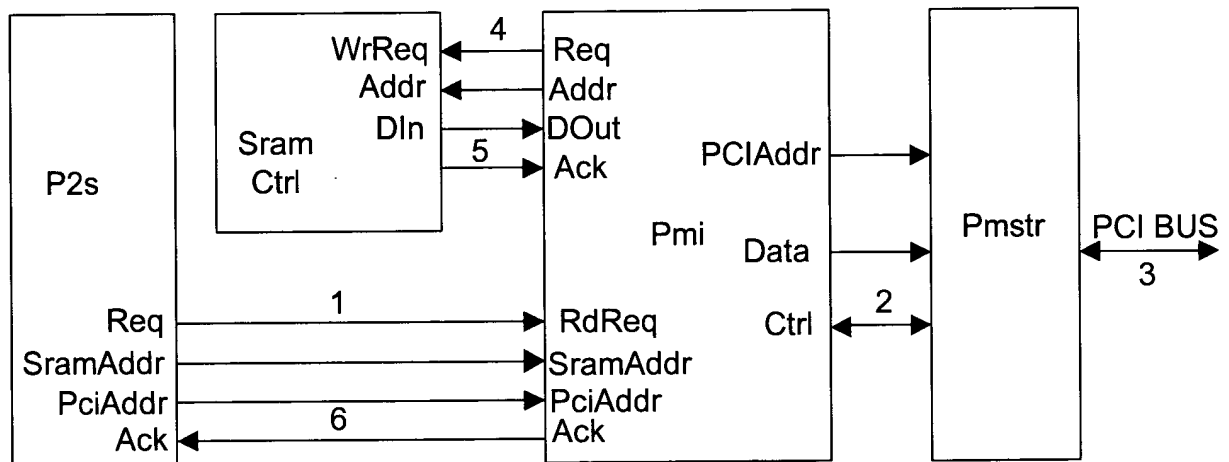 P2s
Req
SramAddr
PciAddr
Ack
Sram
Ctrl
WrReq
Addr
DIn
4
5
1
6
Req
Addr
DOut
Ack
Pmi
PCIAddr
Data
Ctrl
RdReq
SramAddr
PciAddr
Ack
2
Pmstr
PCI BUS
3